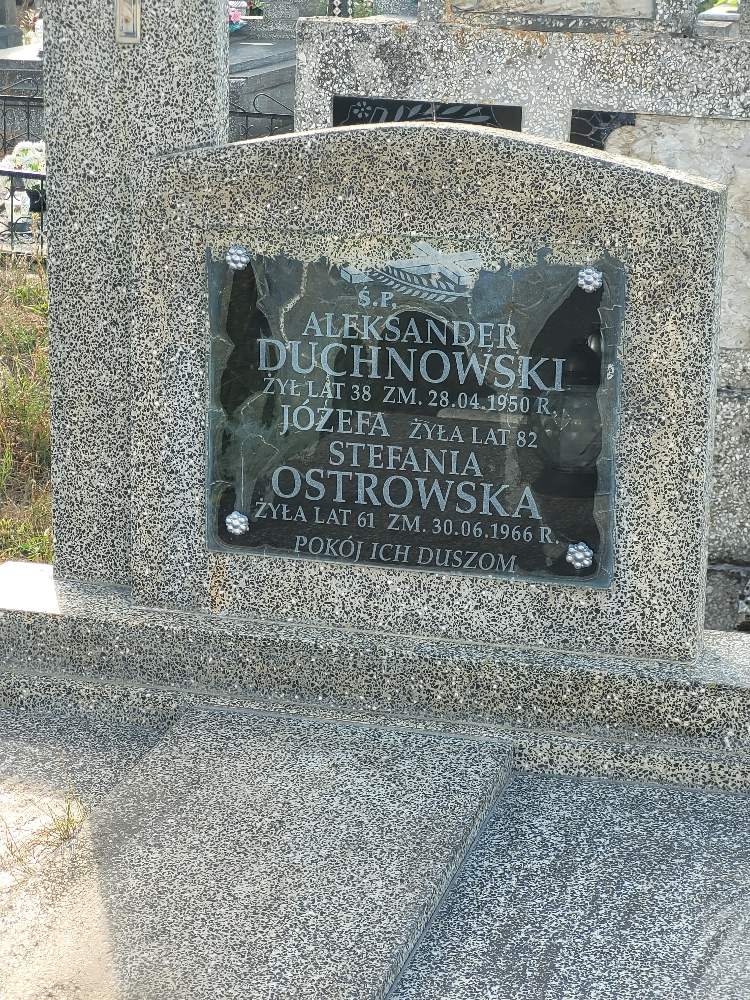 Ś.P.
ALEKSANDER
DUCHNOWSKI
ŻYŁ LAT 38 ZM. 28.04.1950 R.
JÓZEFA ŻYŁA LAT 82
STEFANIA
OSTROWSKA
ŻYŁA LAT 61 ZM. 30.06.1966 R.
POKÓJ ICH DUSZOM